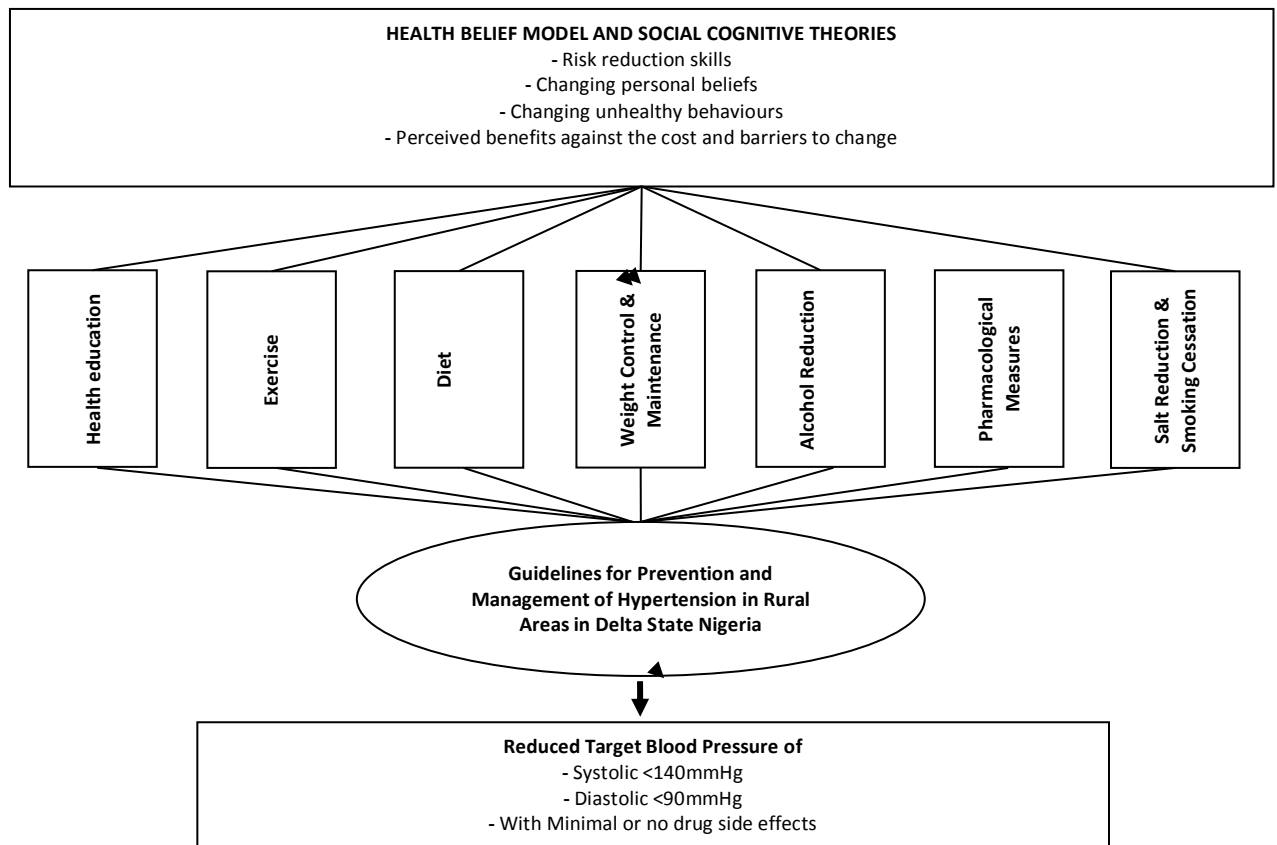 HEALTH BELIEF MODEL AND SOCIAL COGNITIVE THEORIES
- Risk reduction skills
- Changing personal beliefs
- Changing unhealthy behaviours
- Perceived benefits against the cost and barriers to change
Health education
Exercise
Diet
Weight Control &
Maintenance
Alcohol Reduction
Pharmacological
Measures
Salt Reduction &
Smoking Cessation
Guidelines for Prevention and
Management of Hypertension in Rural
Areas in Delta State Nigeria
Reduced Target Blood Pressure of
- Systolic <140mmHg
- Diastolic <90mmHg
- With Minimal or no drug side effects